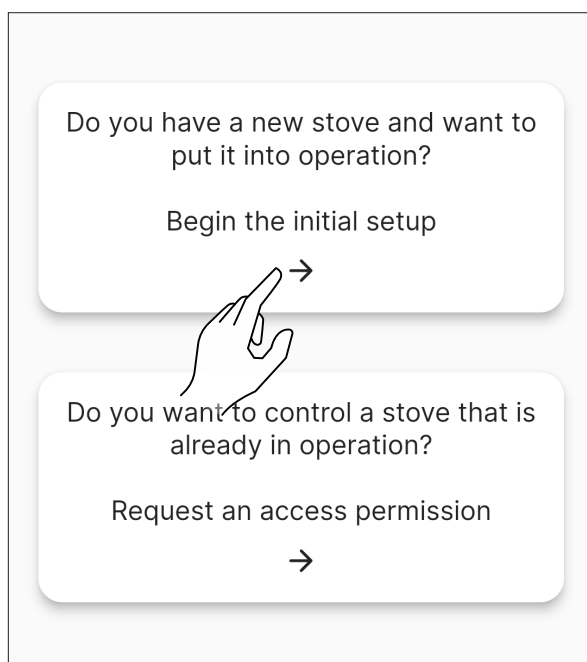 Do you have a new stove and want to
put it into operation?
Begin the initial setup
→
Do you want to control a stove that is
already in operation?
Request an access permission
→